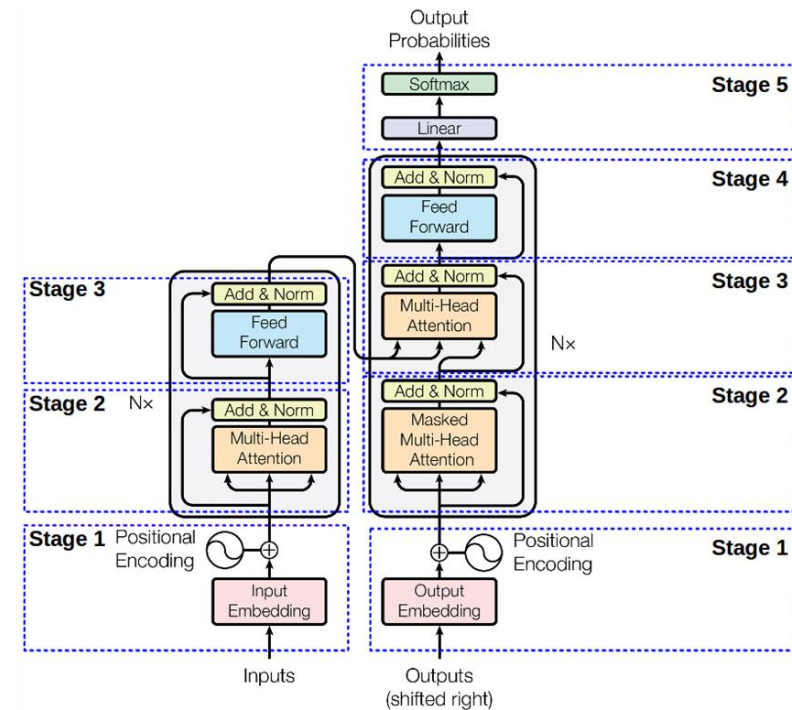 Output
Probabilities
Softmax
Stage 5
Linear
Add & Norm
Stage 4
Feed
Forward
Add & Norm
Stage 3
Multi-Head
Attention
Nx
Add & Norm
Stage 2
Masked
Multi-Head
Attention
Positional
Encoding
Stage 1
Output
Embedding
Outputs
(shifted right)
Stage 3
Add & Norm
Feed
Forward
Stage 2
Nx
Add & Norm
Multi-Head
Attention
Stage 1
Positional
Encoding
Input
Embedding
Inputs